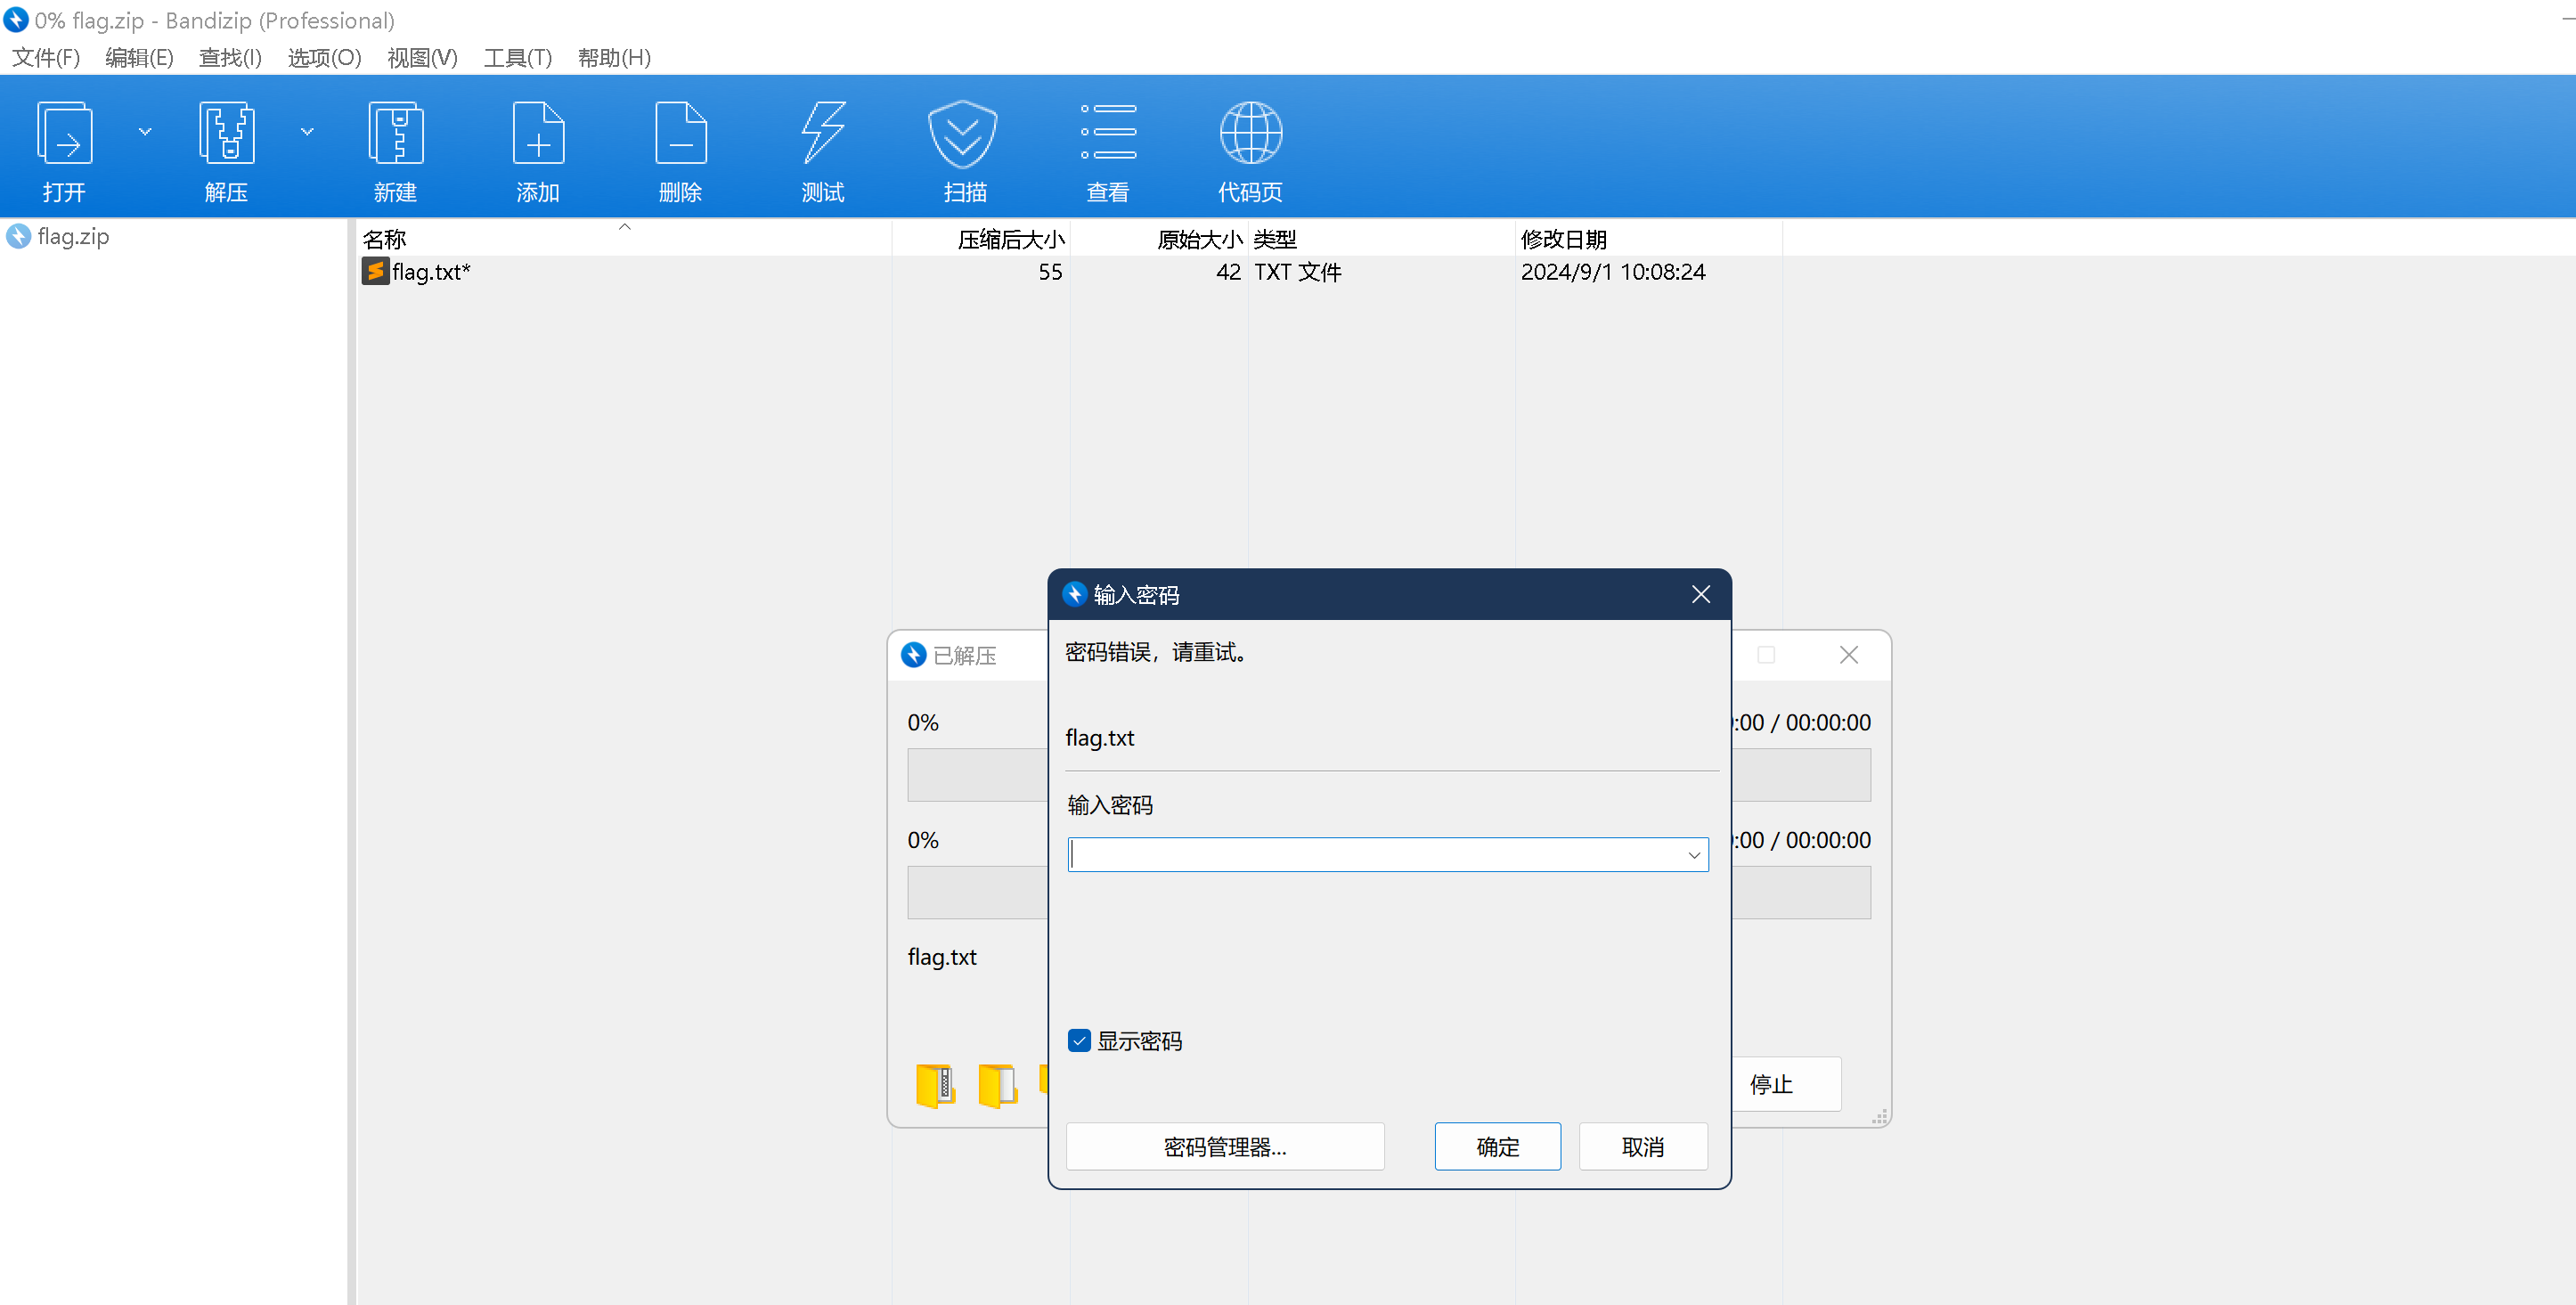 0% flag.zip - Bandizip (Professional)
文件(F) 编辑(E) 查找(I) 选项(O) 视图(V) 工具(T) 帮助(H)
打开 解压 新建 添加 删除 测试 扫描 查看 代码页
flag.zip
名称 压缩后大小 原始大小 类型 修改日期
flag.txt* 55 42 TXT 文件 2024/9/1 10:08:24
输入密码
密码错误，请重试。
flag.txt
输入密码
显示密码
密码管理器... 确定 取消
已解压
0% :00 / 00:00:00
0% :00 / 00:00:00
flag.txt
停止